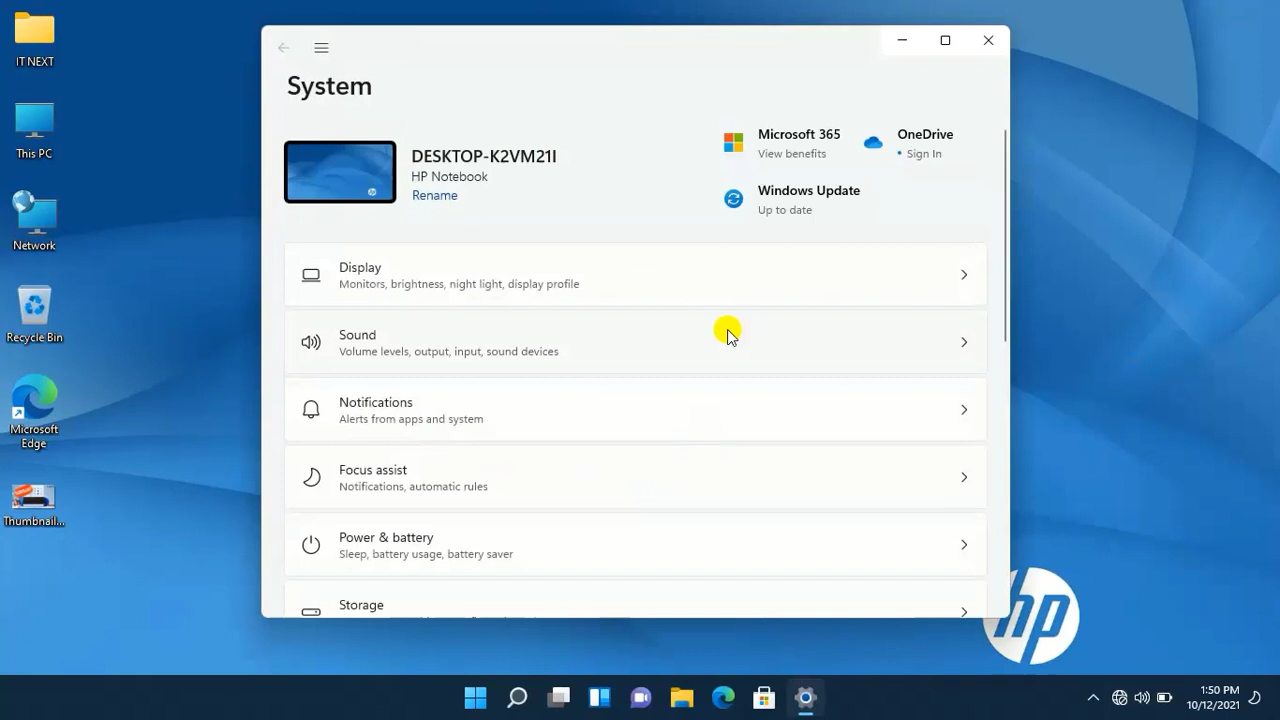 IT NEXT
This PC
Network
Recycle Bin
Microsoft
Edge
Thumbnail...
System
DESKTOP-K2VM21I
HP Notebook
Rename
Microsoft 365
View benefits
OneDrive
• Sign In
Windows Update
Up to date
Display
Monitors, brightness, night light, display profile
Sound
Volume levels, output, input, sound devices
Notifications
Alerts from apps and system
Focus assist
Notifications, automatic rules
Power & battery
Sleep, battery usage, battery saver
Storage
hp
1:50 PM
10/12/2021